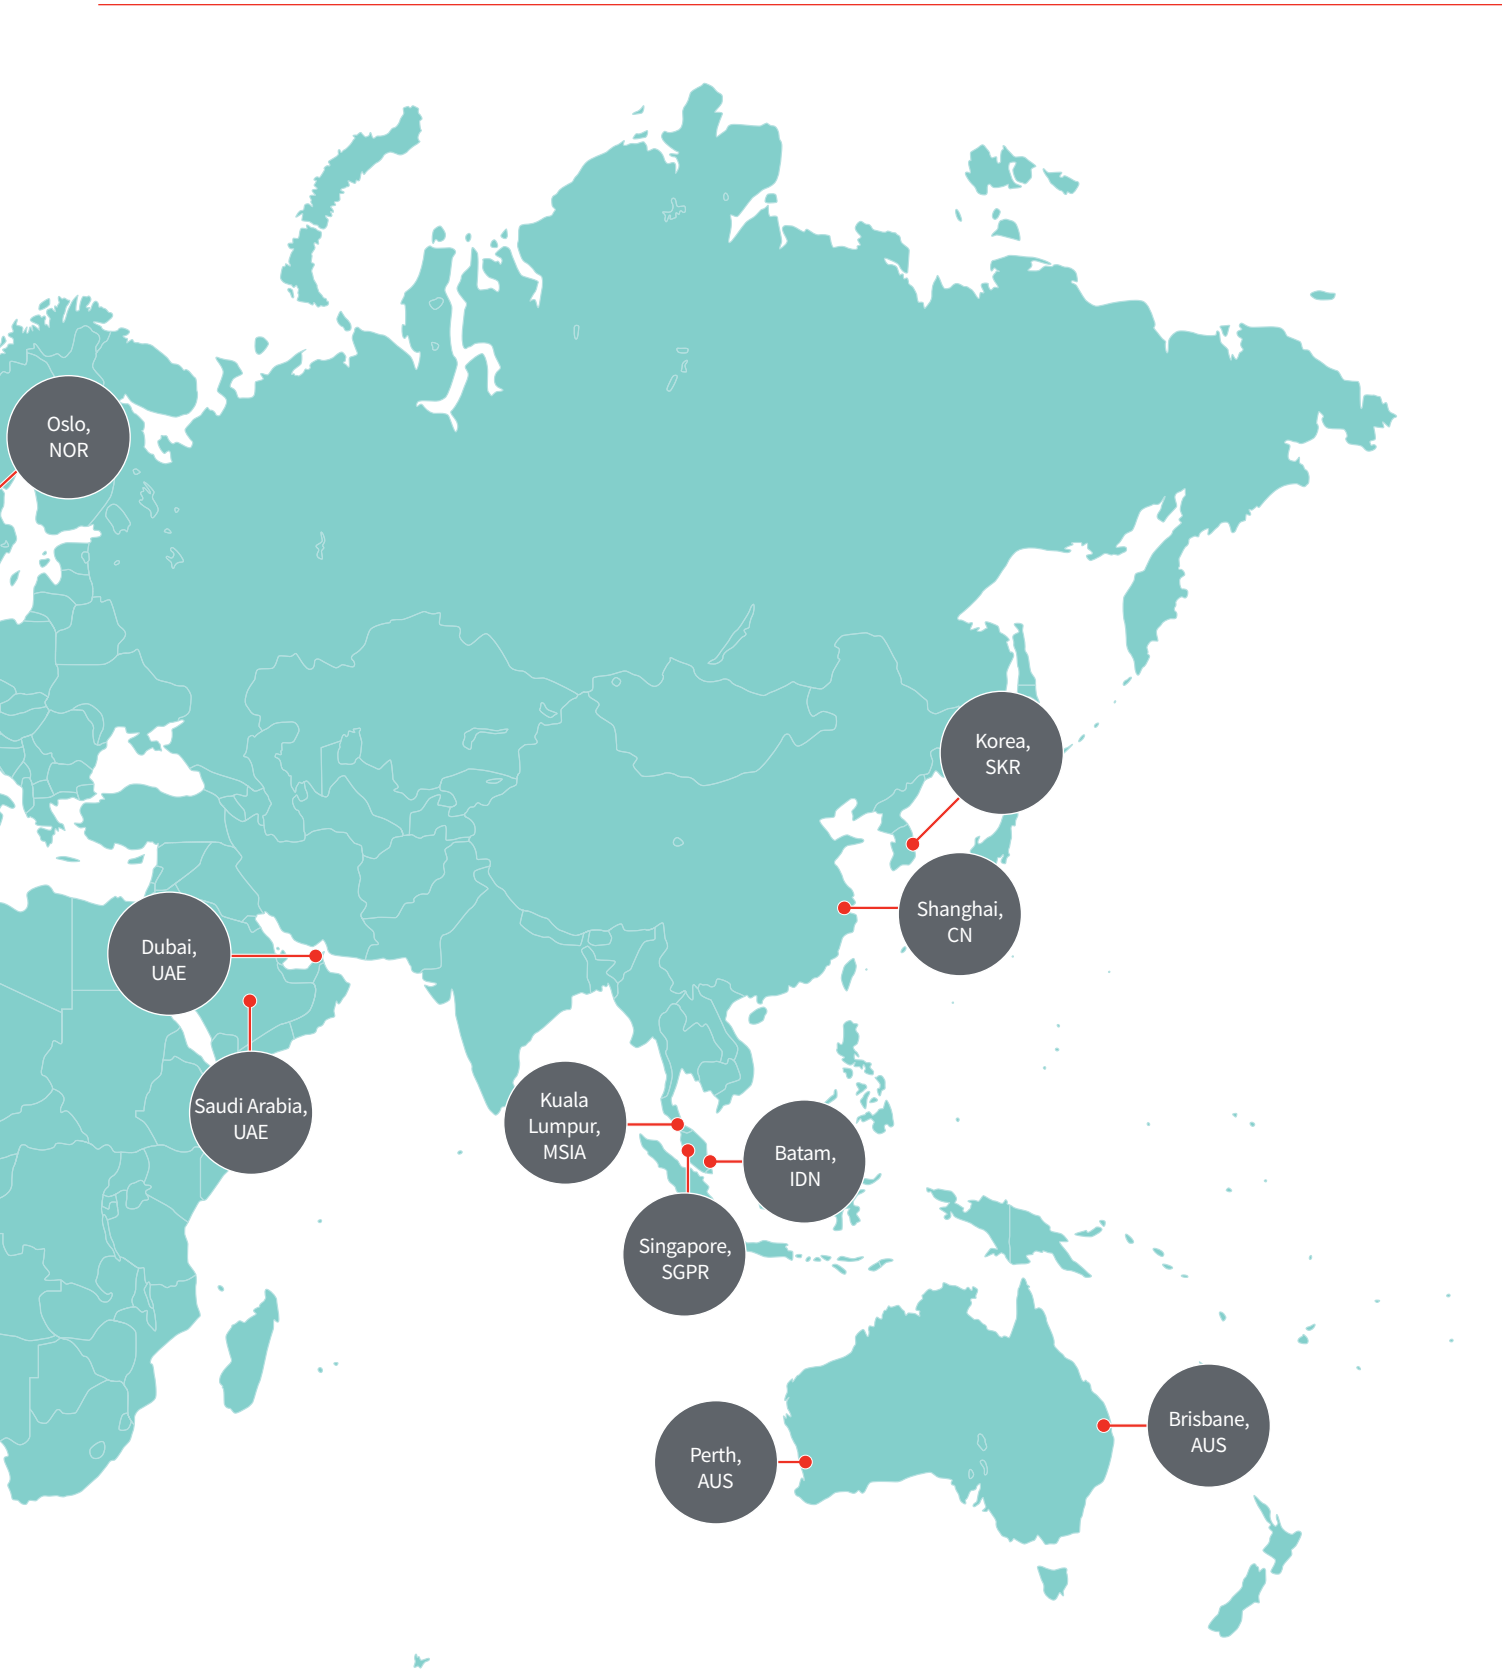 Oslo,
NOR
Korea,
SKR
Shanghai,
CN
Dubai,
UAE
Saudi Arabia,
UAE
Kuala
Lumpur,
MSIA
Batam,
IDN
Singapore,
SGPR
Brisbane,
AUS
Perth,
AUS